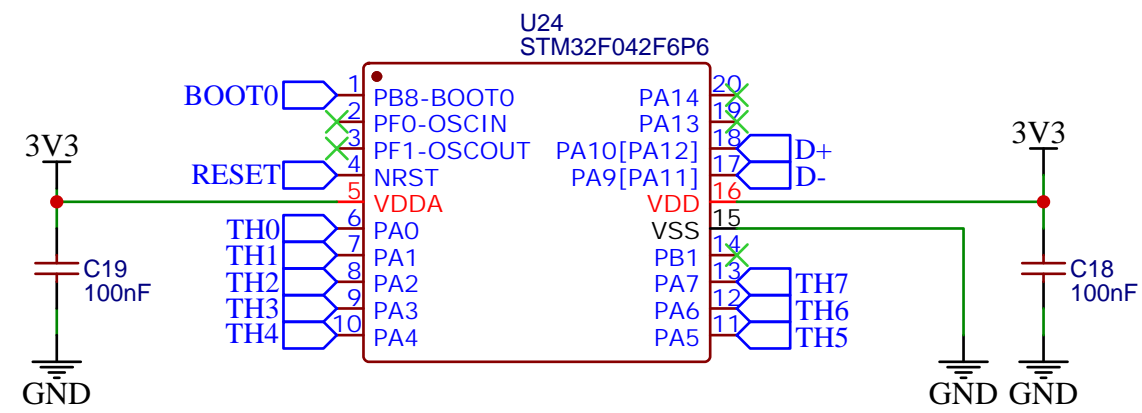 U24
STM32F042F6P6
BOOT0 1 PB8-BOOT0 PA14 20
2 PF0-OSCIN PA13 19
3 PF1-OSCOUT PA10[PA12] 18 D+
RESET 4 NRST PA9[PA11] 17 D-
3V3 5 VDDA VDD 16 3V3
TH0 6 PA0 VSS 15
TH1 7 PA1 PB1 14
TH2 8 PA2 PA7 13 TH7
TH3 9 PA3 PA6 12 TH6
TH4 10 PA4 PA5 11 TH5
C19
100nF
C18
100nF
GND GND GND